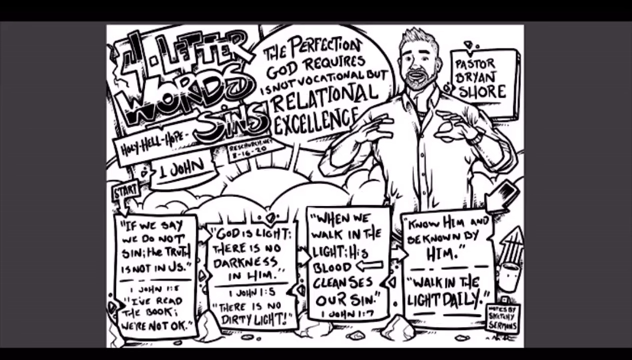 4-LETTER
WORDS
SINS
HOLY-HELL-HOPE-
1 JOHN
RESCHURCH.NET
8-16-20
THE PERFECTION
GOD REQUIRES
IS NOT VOCATIONAL BUT
RELATIONAL
EXCELLENCE
PASTOR
BRYAN
SHORE
START
"IF WE SAY
WE DO NOT
SIN; THE TRUTH
IS NOT IN US."
1 JOHN 1:8
"I'VE READ
THE BOOK;
WE'RE NOT OK."
"GOD IS LIGHT;
THERE IS NO
DARKNESS
IN HIM."
1 JOHN 1:5
"THERE IS NO
DIRTY LIGHT!"
"WHEN WE
WALK IN THE
LIGHT; HIS
BLOOD
CLEANSES
OUR SIN."
1 JOHN 1:7
"KNOW HIM AND
BE KNOWN BY
HIM."
"WALK IN THE
LIGHT DAILY."
NOTES BY
SKETCHY
SERMONS